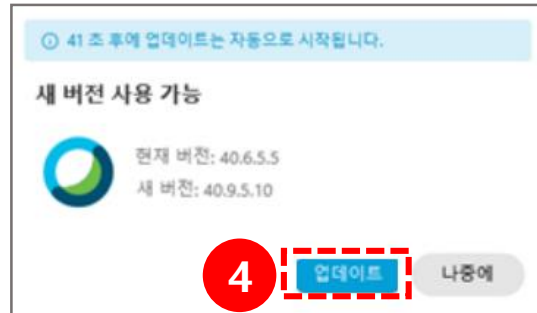 41 초 후에 업데이트는 자동으로 시작됩니다.
새 버전 사용 가능
현재 버전: 40.6.5.5
새 버전: 40.9.5.10
4 업데이트 나중에